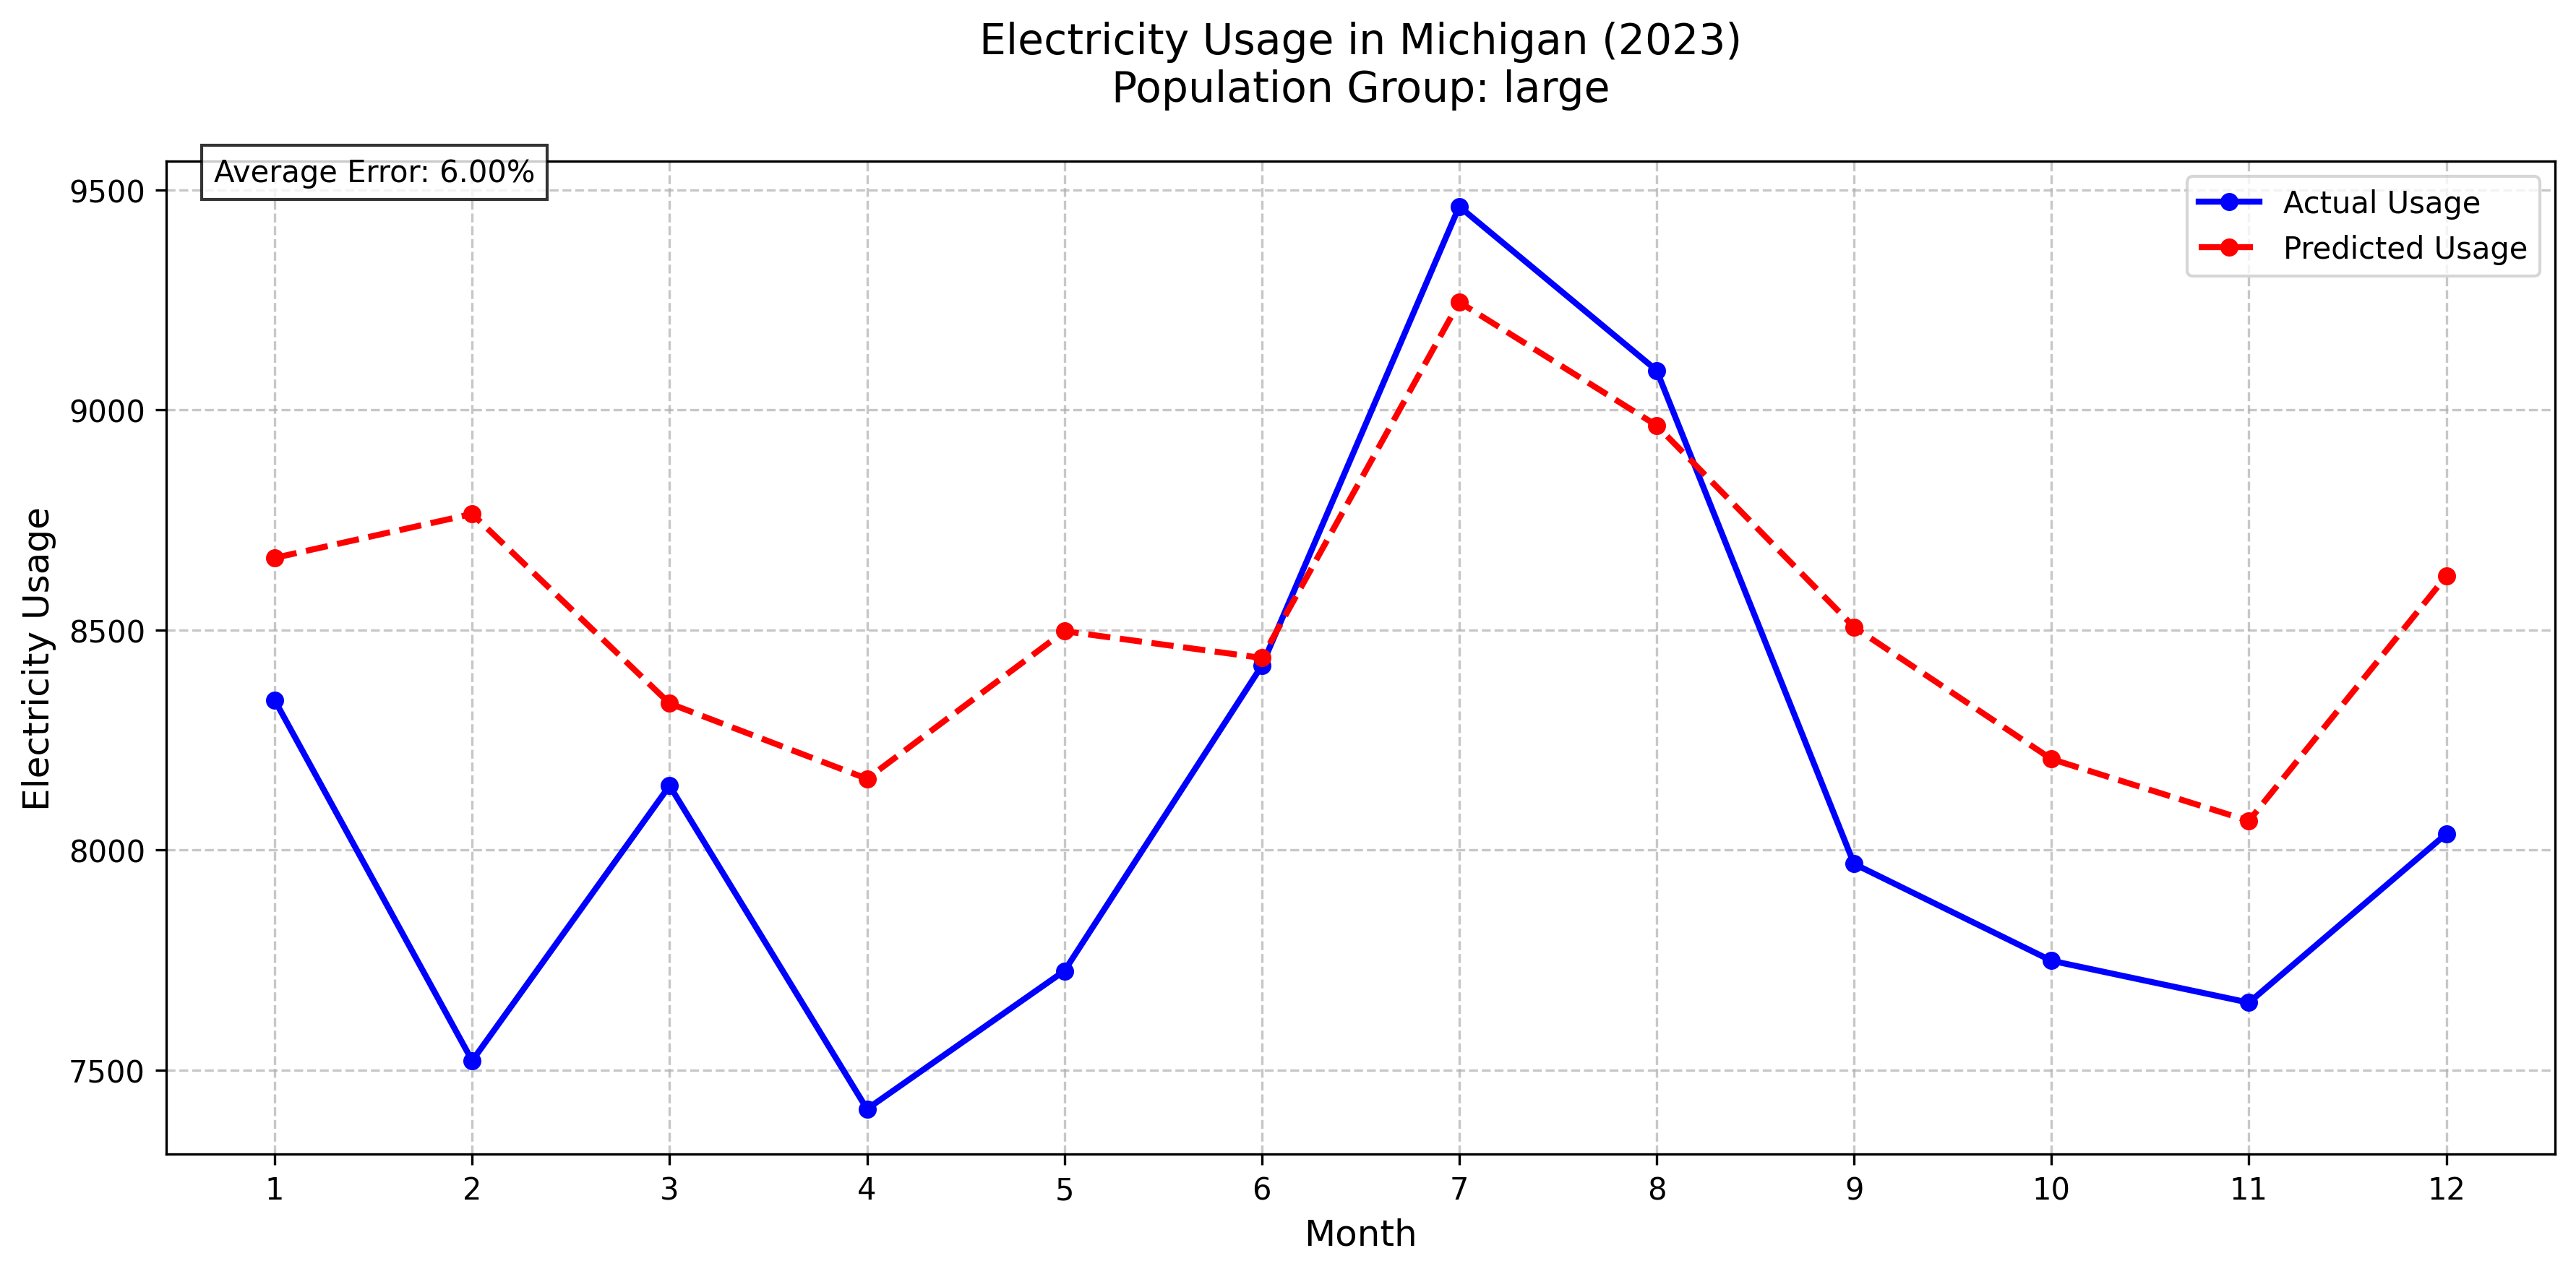 Electricity Usage in Michigan (2023)
Population Group: large
Average Error: 6.00%
Actual Usage
Predicted Usage
Electricity Usage
9500
9000
8500
8000
7500
1 2 3 4 5 6 7 8 9 10 11 12
Month